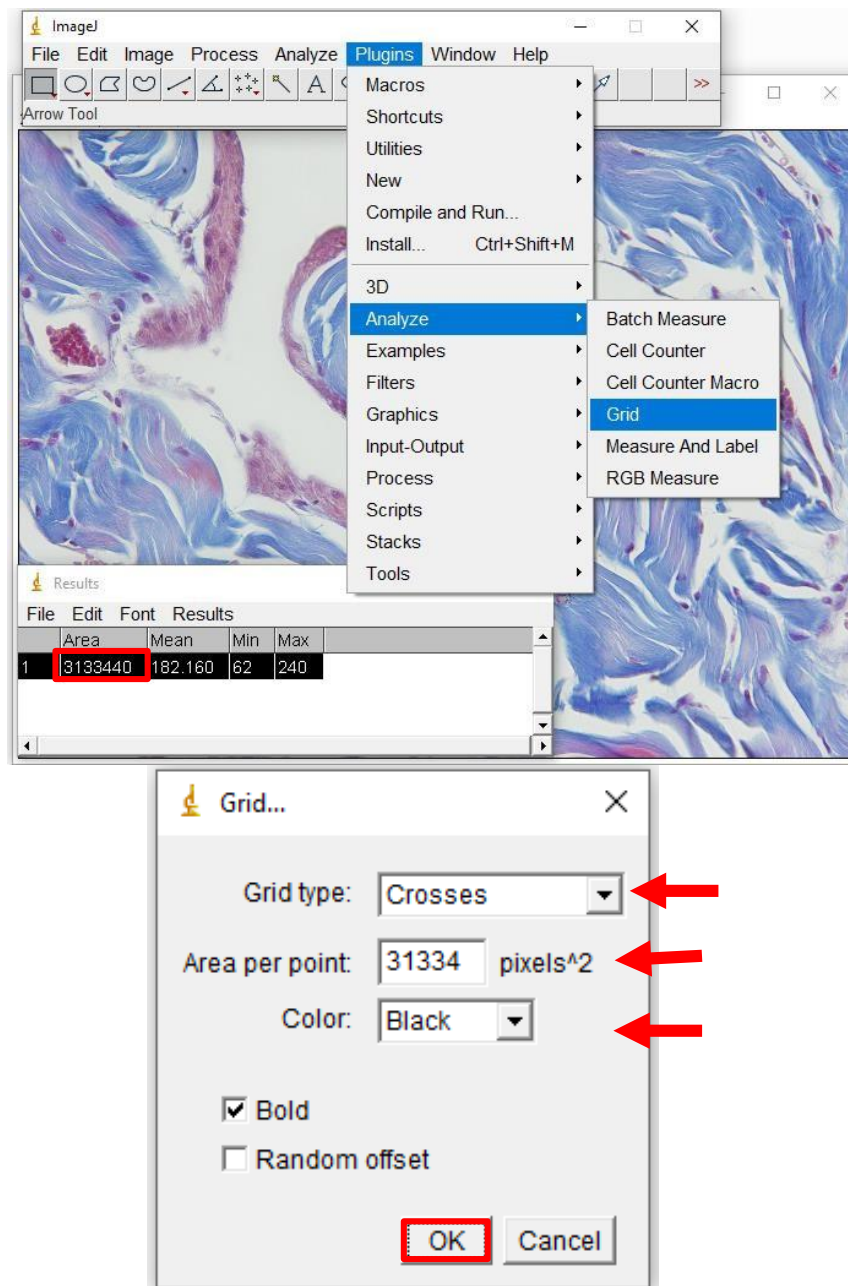 ImageJ
File Edit Image Process Analyze Plugins Window Help
A
>>
Arrow Tool
Macros
Shortcuts
Utilities
New
Compile and Run...
Install... Ctrl+Shift+M
3D
Analyze
Examples
Filters
Graphics
Input-Output
Process
Scripts
Stacks
Tools
Batch Measure
Cell Counter
Cell Counter Macro
Grid
Measure And Label
RGB Measure
Results
File Edit Font Results
Area Mean Min Max
1 3133440 182.160 62 240
Grid...
Grid type: Crosses
Area per point: 31334 pixels^2
Color: Black
Bold
Random offset
OK Cancel